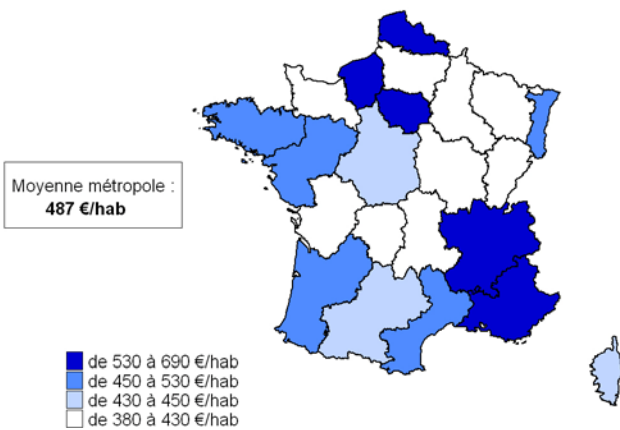 Moyenne métropole :
487 €/hab
de 530 à 690 €/hab
de 450 à 530 €/hab
de 430 à 450 €/hab
de 380 à 430 €/hab